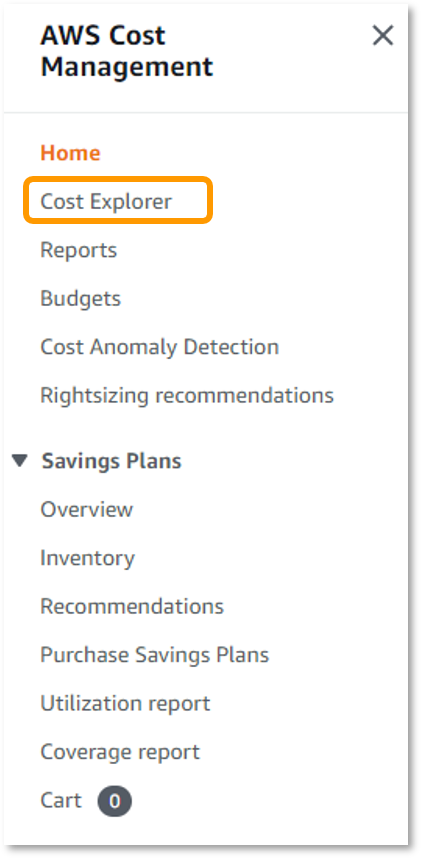 AWS Cost
Management
Home
Cost Explorer
Reports
Budgets
Cost Anomaly Detection
Rightsizing recommendations
Savings Plans
Overview
Inventory
Recommendations
Purchase Savings Plans
Utilization report
Coverage report
Cart 0